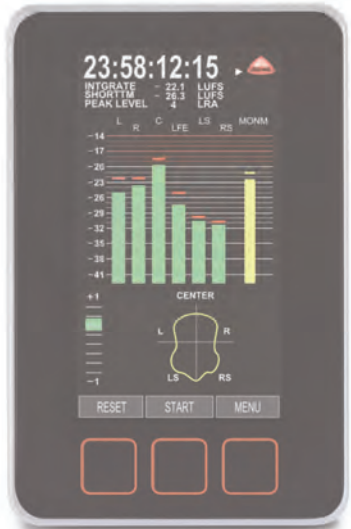 23:58:12:15
INTGRATE - 22.1 LUFS
SHORTTM - 26.3 LUFS
PEAK LEVEL 4 LRA
L R C LFE LS RS MONM
-14
-17
-20
-23
-26
-29
-32
-35
-38
-41
+1
CENTER
L R
LS RS
-1
RESET START MENU